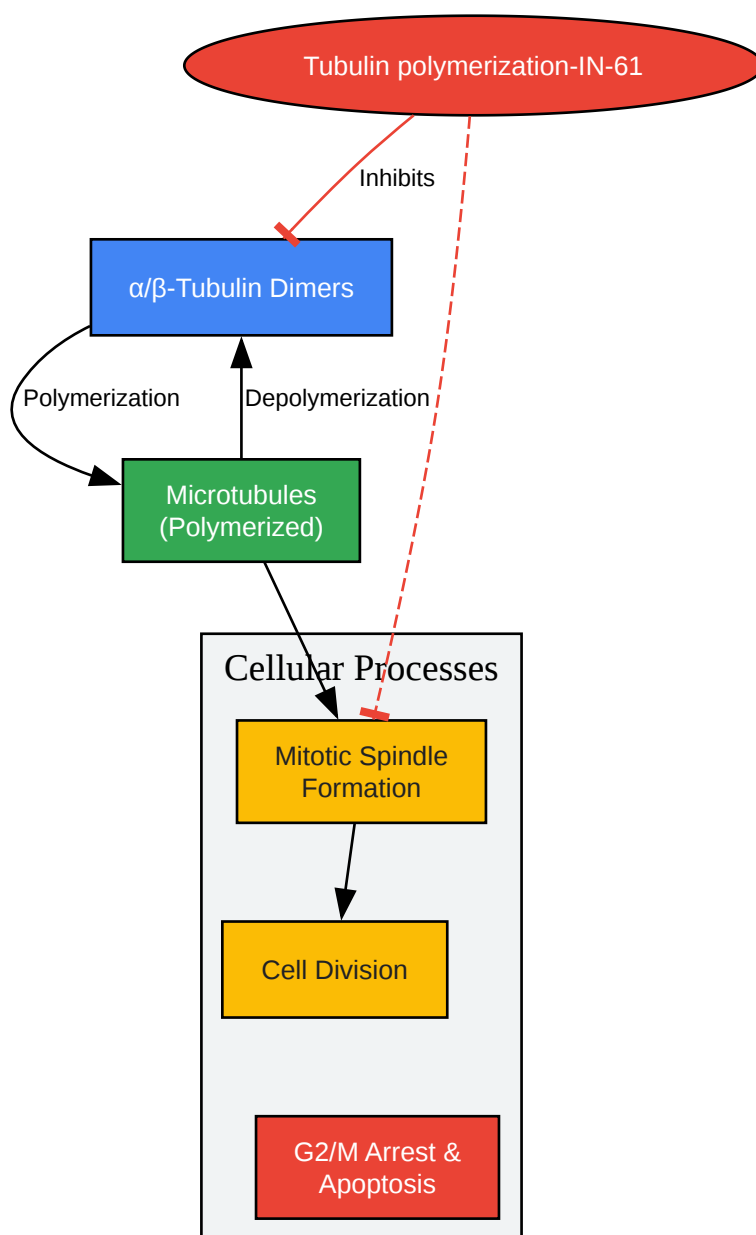 Tubulin polymerization-IN-61
Inhibits
α/β-Tubulin Dimers
Polymerization
Depolymerization
Microtubules
(Polymerized)
Cellular Processes
Mitotic Spindle
Formation
Cell Division
G2/M Arrest &
Apoptosis